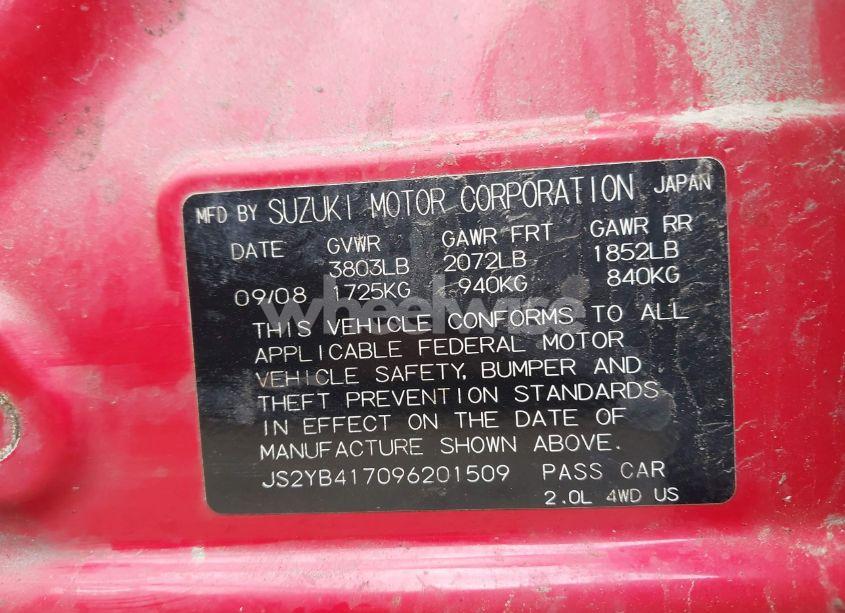 MFD BY SUZUKI MOTOR CORPORATION JAPAN
DATE GVWR GAWR FRT GAWR RR
3803LB 2072LB 1852LB
09/08 1725KG 940KG 840KG
wheelwise
THIS VEHICLE CONFORMS TO ALL
APPLICABLE FEDERAL MOTOR
VEHICLE SAFETY, BUMPER AND
THEFT PREVENTION STANDARDS
IN EFFECT ON THE DATE OF
MANUFACTURE SHOWN ABOVE.
JS2YB417096201509 PASS CAR
2.0L 4WD US